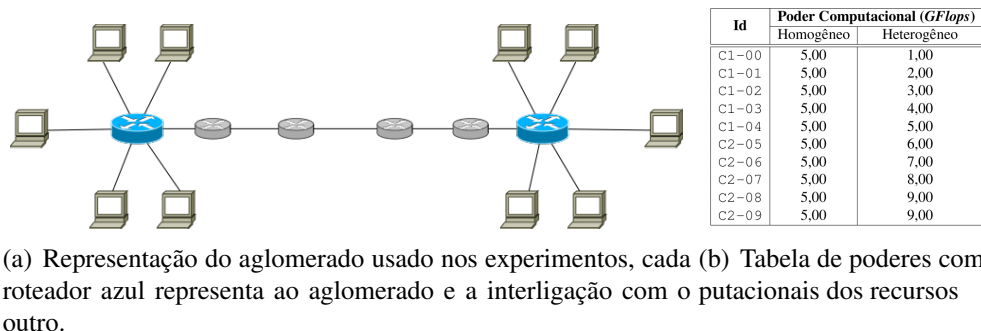 Id Poder Computacional (GFlops)
Homogêneo Heterogêneo
C1-00 5,00 1,00
C1-01 5,00 2,00
C1-02 5,00 3,00
C1-03 5,00 4,00
C1-04 5,00 5,00
C2-05 5,00 6,00
C2-06 5,00 7,00
C2-07 5,00 8,00
C2-08 5,00 9,00
C2-09 5,00 9,00
(a) Representação do aglomerado usado nos experimentos, cada
roteador azul representa ao aglomerado e a interligação com o
outro.
(b) Tabela de poderes com
putacionais dos recursos